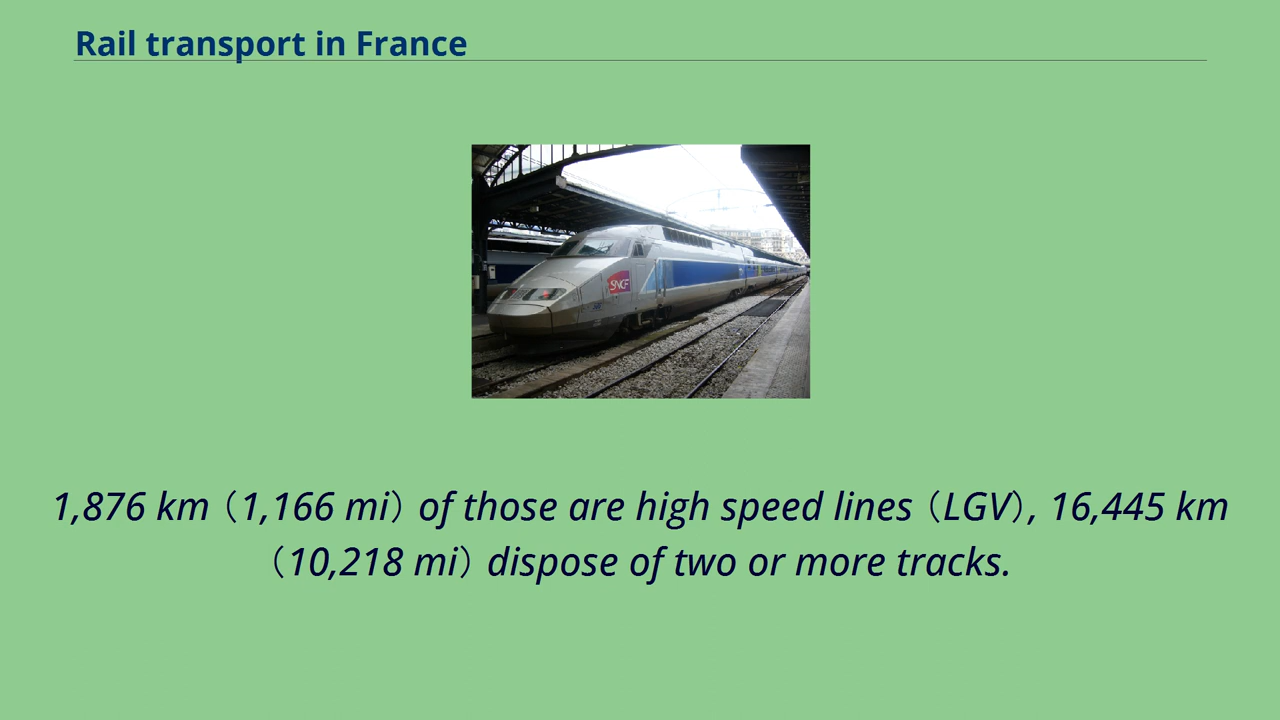 Rail transport in France
SNCF
1,876 km (1,166 mi) of those are high speed lines (LGV), 16,445 km
(10,218 mi) dispose of two or more tracks.